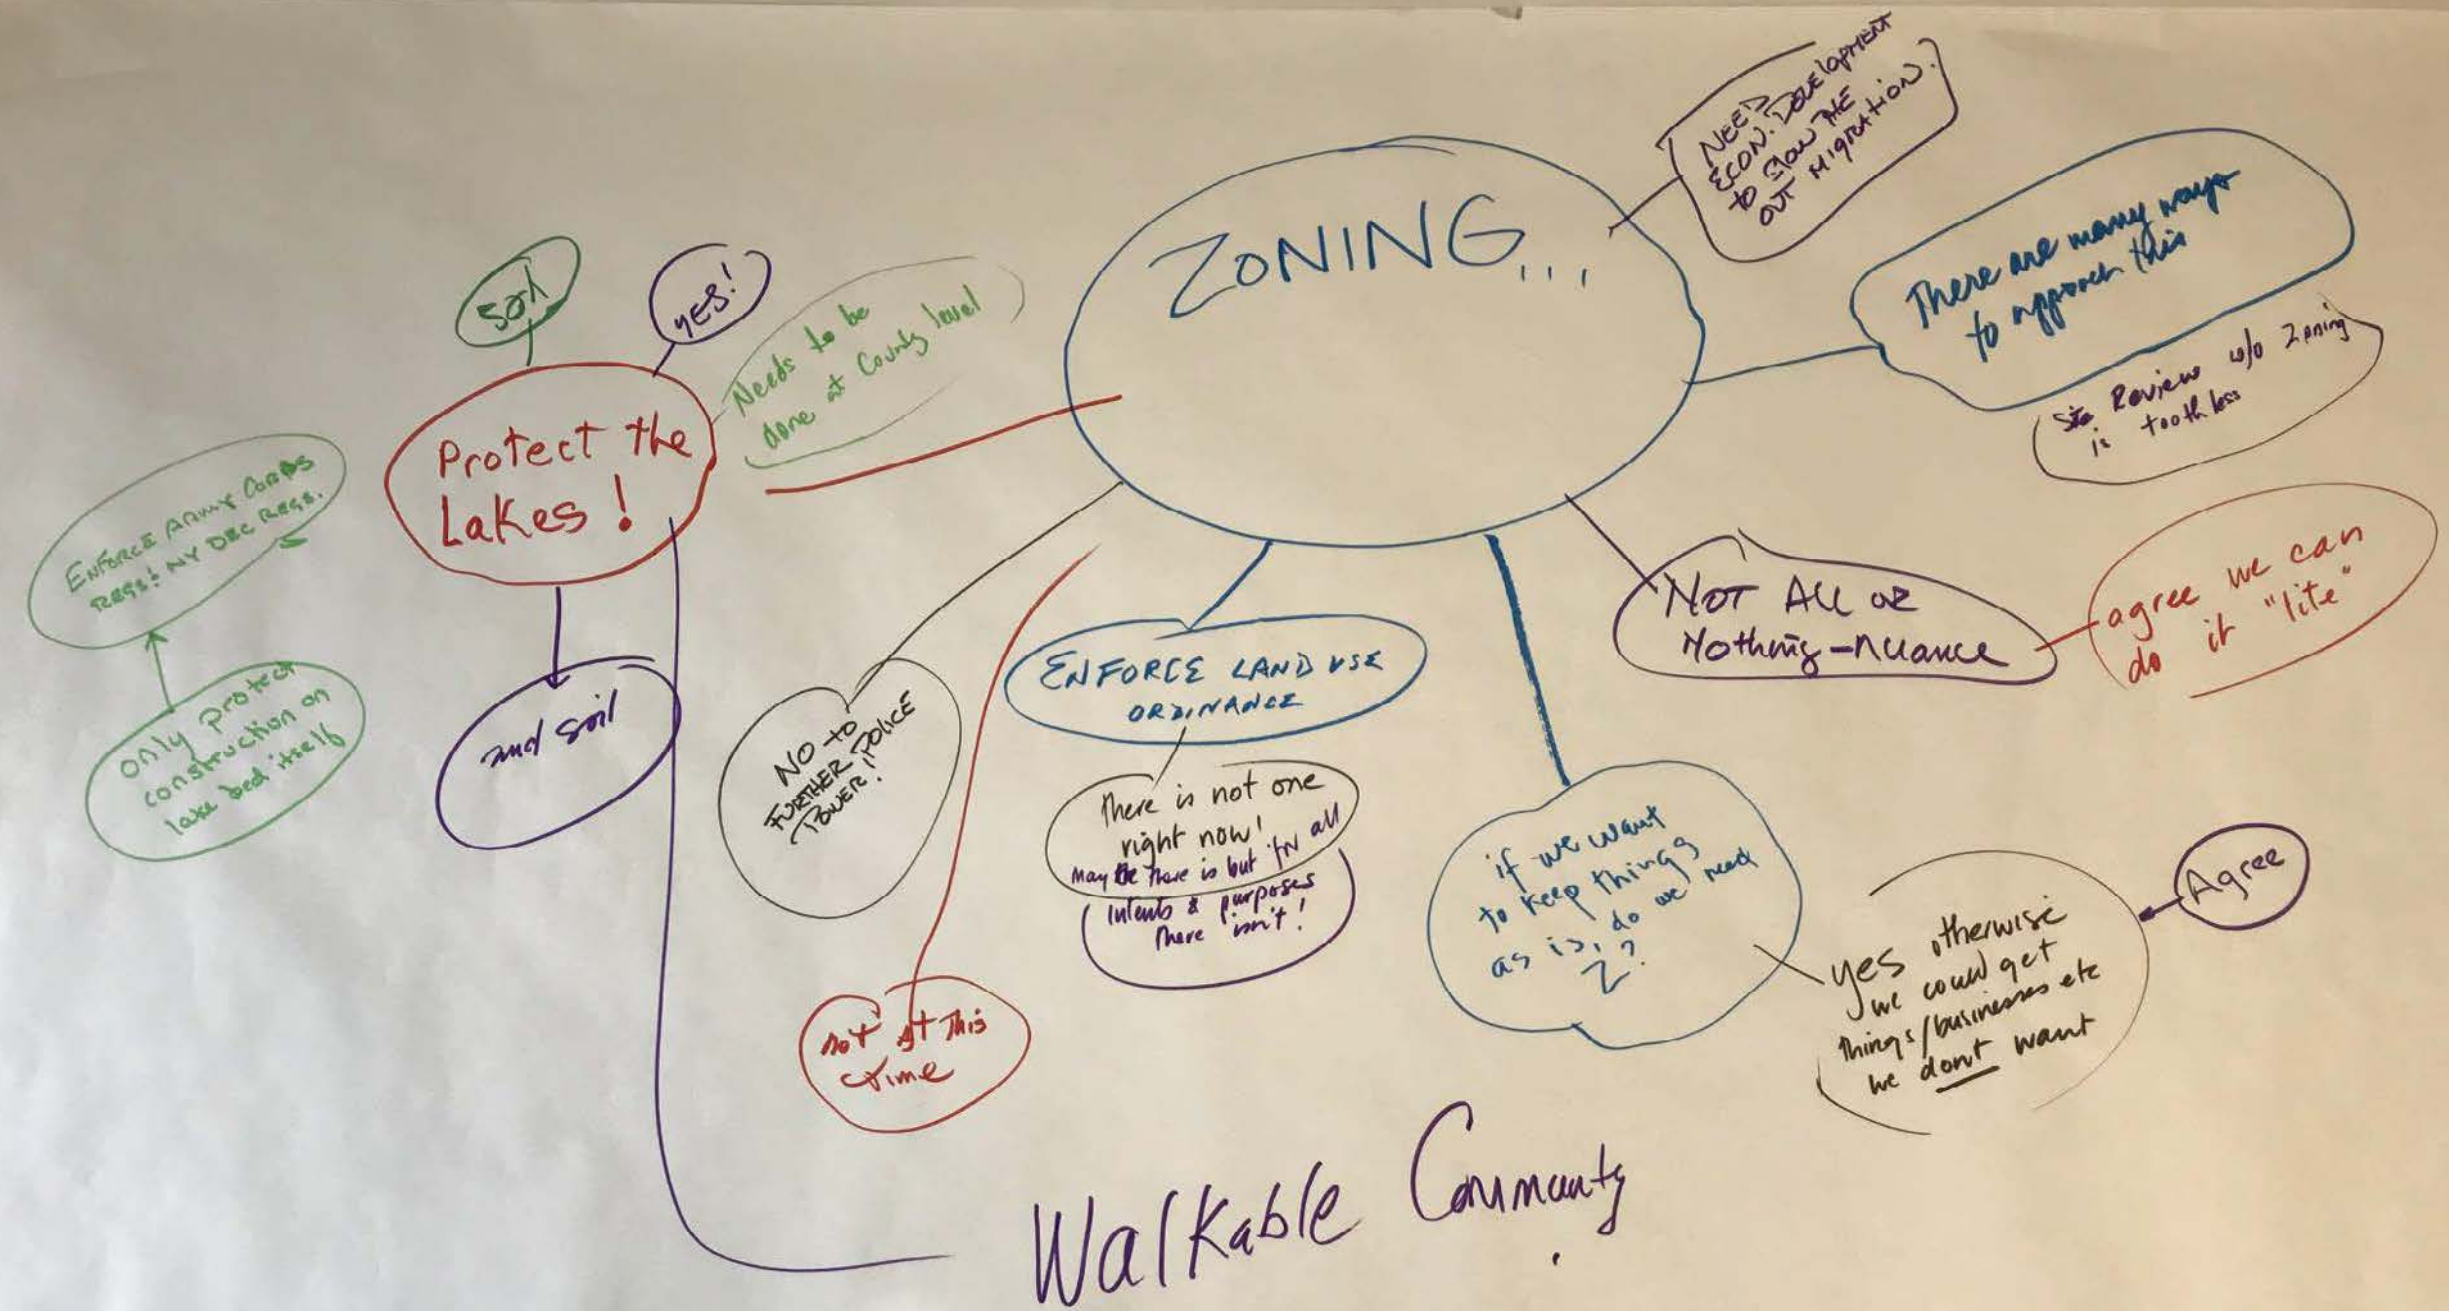 ZONING...
NEED
ECON. DEVELOPMENT
to SLOW THE
OUT MIGRATION.
There are many ways
to approach this
Site Review w/o Zoning
is toothless
NOT All OR
Nothing-nuance
agree we can
do it "lite"
if we want
to keep things
as is, do we need
Z?
yes otherwise
we could get
things/businesses etc
we dont want
Agree
ENFORCE LAND USE
ORDINANCE
There is not one
right now!
May be there is but for all
intents & purposes
there isn't!
NO to
FURTHER POLICE
POWER!
not at This
time
Protect the
Lakes!
YES!
Needs to be
done at County level
and soil
ENFORCE ARMY CORPS
REGS! NY DEC REGS.
only protect
construction on
lake bed itself
Walkable Community